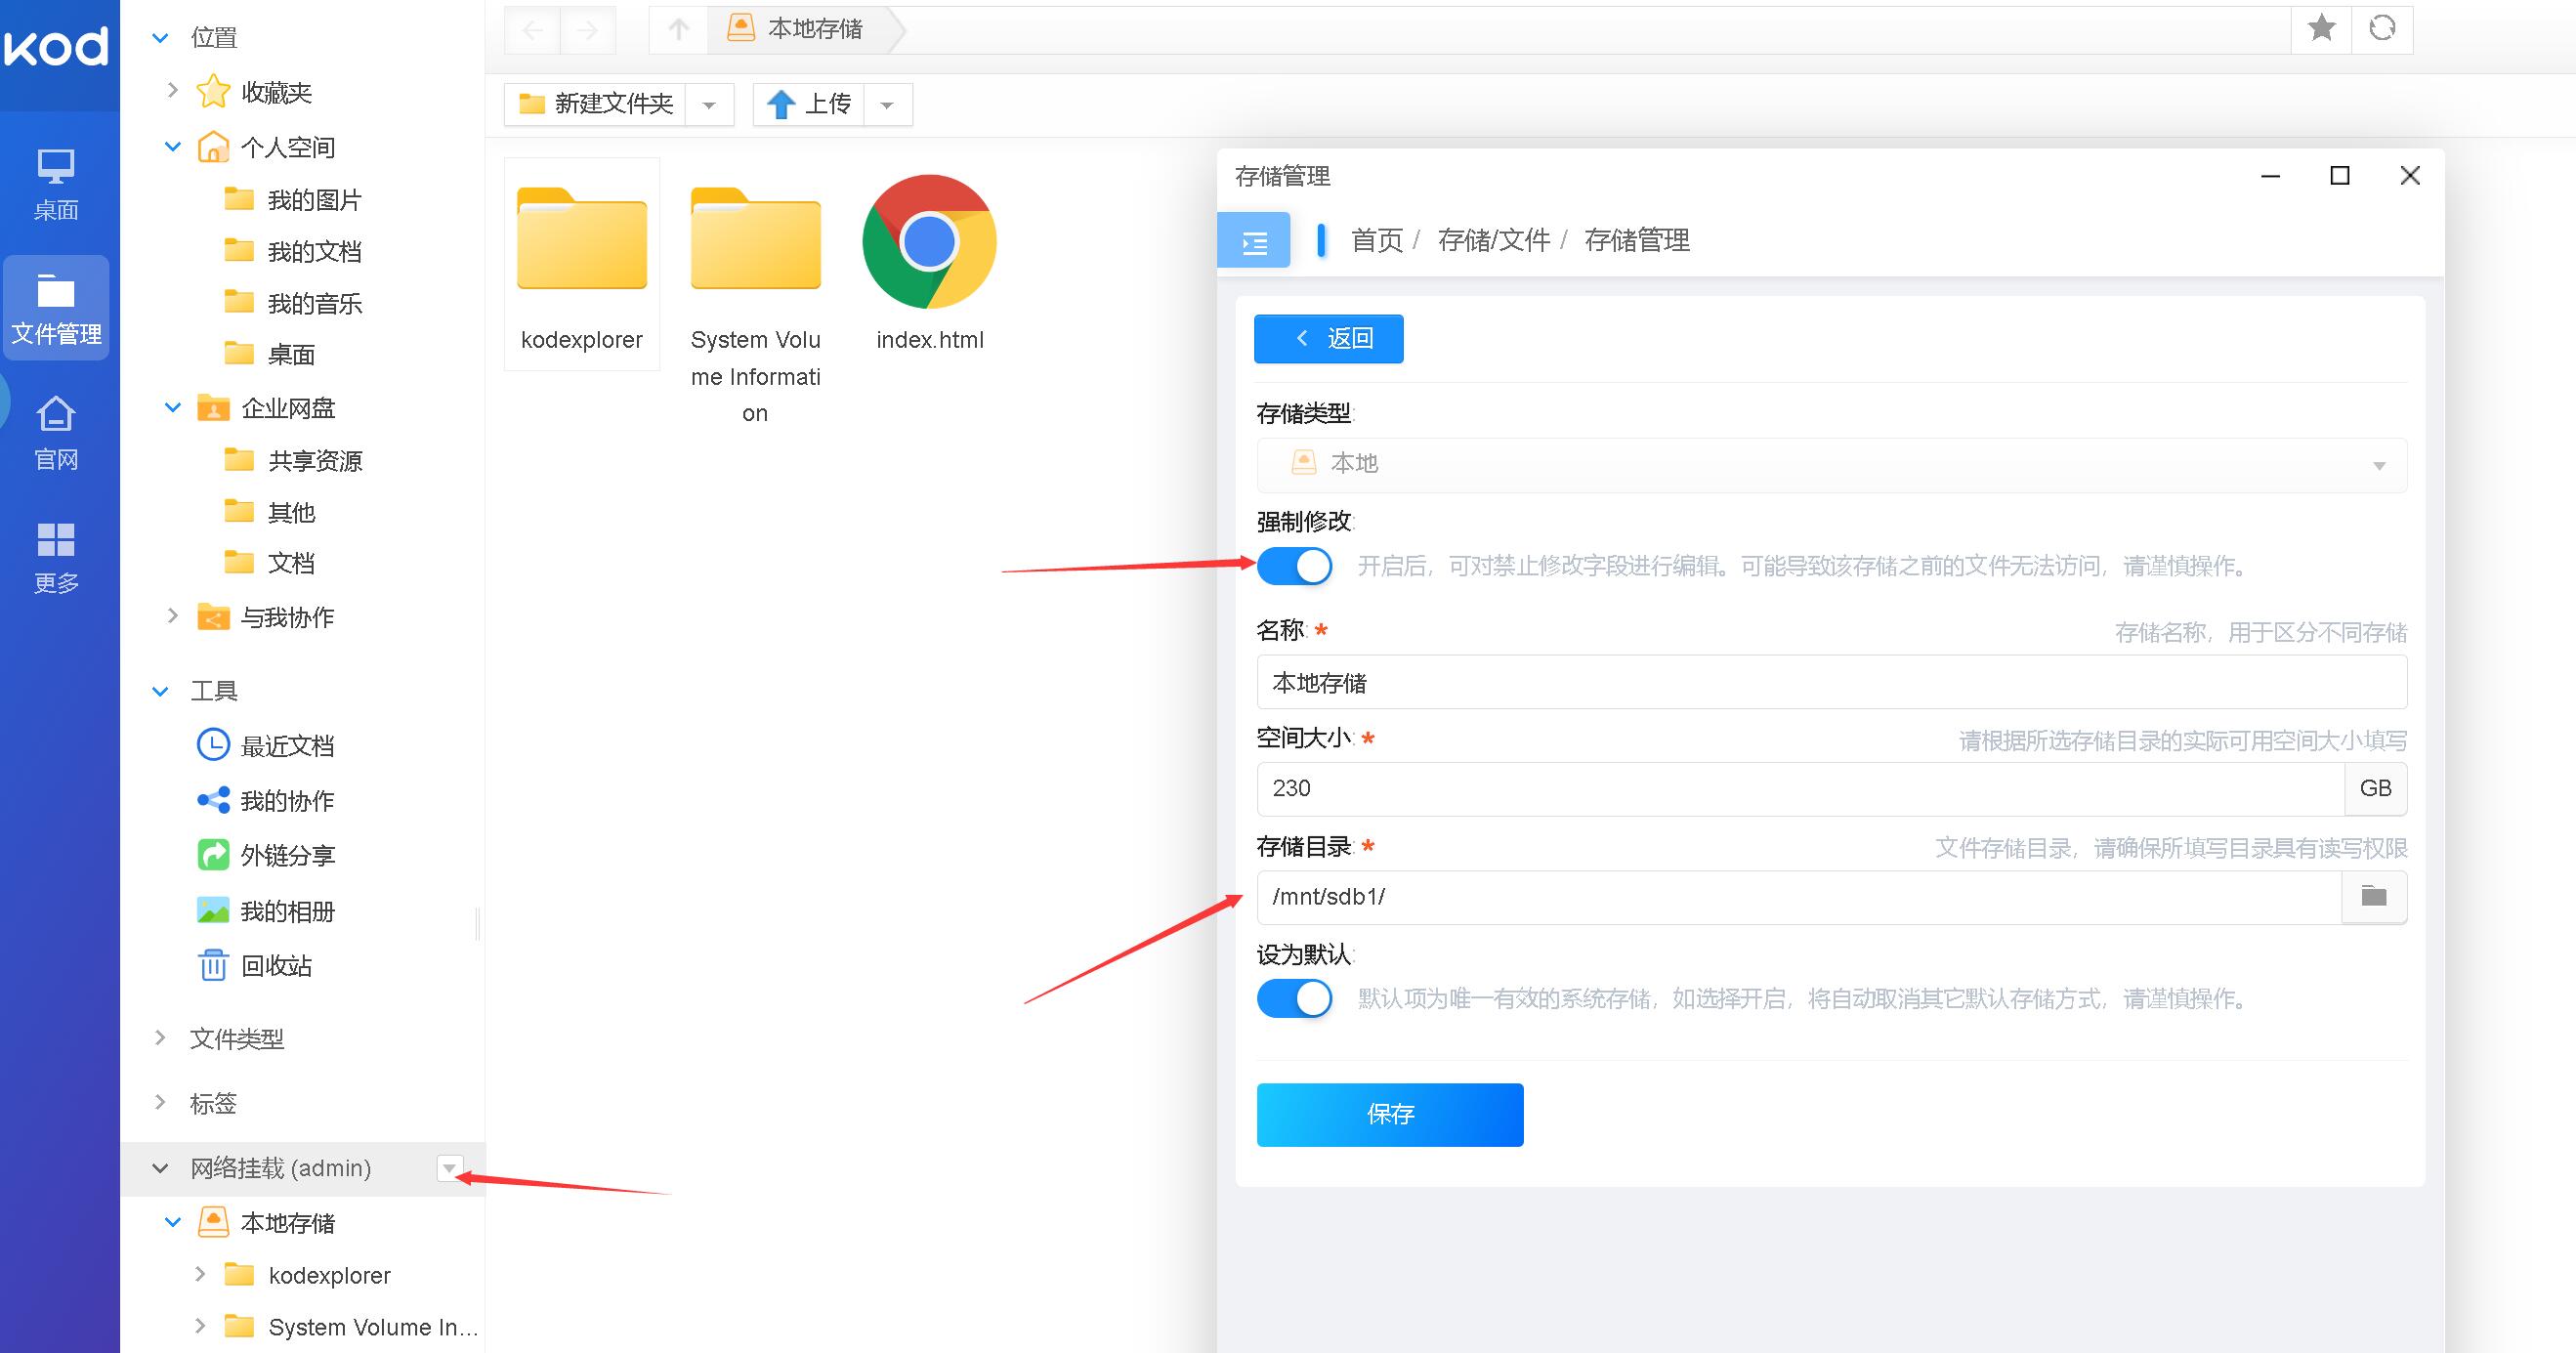 kod
桌面
文件管理
官网
更多
位置
收藏夹
个人空间
我的图片
我的文档
我的音乐
桌面
企业网盘
共享资源
其他
文档
与我协作
工具
最近文档
我的协作
外链分享
我的相册
回收站
文件类型
标签
网络挂载 (admin)
本地存储
kodexplorer
System Volume In...
本地存储
新建文件夹
上传
kodexplorer
System Volu
me Informati
on
index.html
存储管理
首页 / 存储/文件 / 存储管理
返回
存储类型:
本地
强制修改:
开启后，可对禁止修改字段进行编辑。可能导致该存储之前的文件无法访问，请谨慎操作。
名称: *
存储名称，用于区分不同存储
本地存储
空间大小: *
请根据所选存储目录的实际可用空间大小填写
230
GB
存储目录: *
文件存储目录，请确保所填写目录具有读写权限
/mnt/sdb1/
设为默认:
默认项为唯一有效的系统存储，如选择开启，将自动取消其它默认存储方式，请谨慎操作。
保存